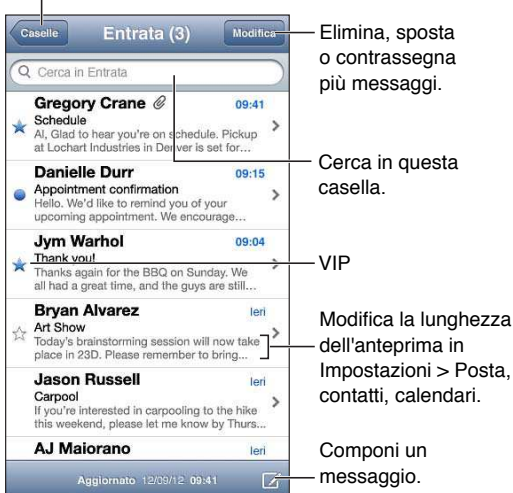 Caselle
Entrata (3)
Modifica
Cerca in Entrata
Gregory Crane
09:41
Schedule
Al, Glad to hear you're on schedule. Pickup
at Lochart Industries in Denver is set for...
Danielle Durr
09:15
Appointment confirmation
Hello. We'd like to remind you of your
upcoming appointment. We encourage...
Jym Warhol
09:04
Thank you!
Thanks again for the BBQ on Sunday. We
all had a great time, and the guys are still...
Bryan Alvarez
Ieri
Art Show
Today's brainstorming session will now take
place in 23D. Please remember to bring...
Jason Russell
Ieri
Carpool
If you're interested in carpooling to the hike
this weekend, please let me know by Thurs...
AJ Maiorano
Ieri
Aggiornato 12/09/12 09:41
Elimina, sposta
o contrassegna
più messaggi.
Cerca in questa
casella.
VIP
Modifica la lunghezza
dell'anteprima in
Impostazioni > Posta,
contatti, calendari.
Componi un
messaggio.